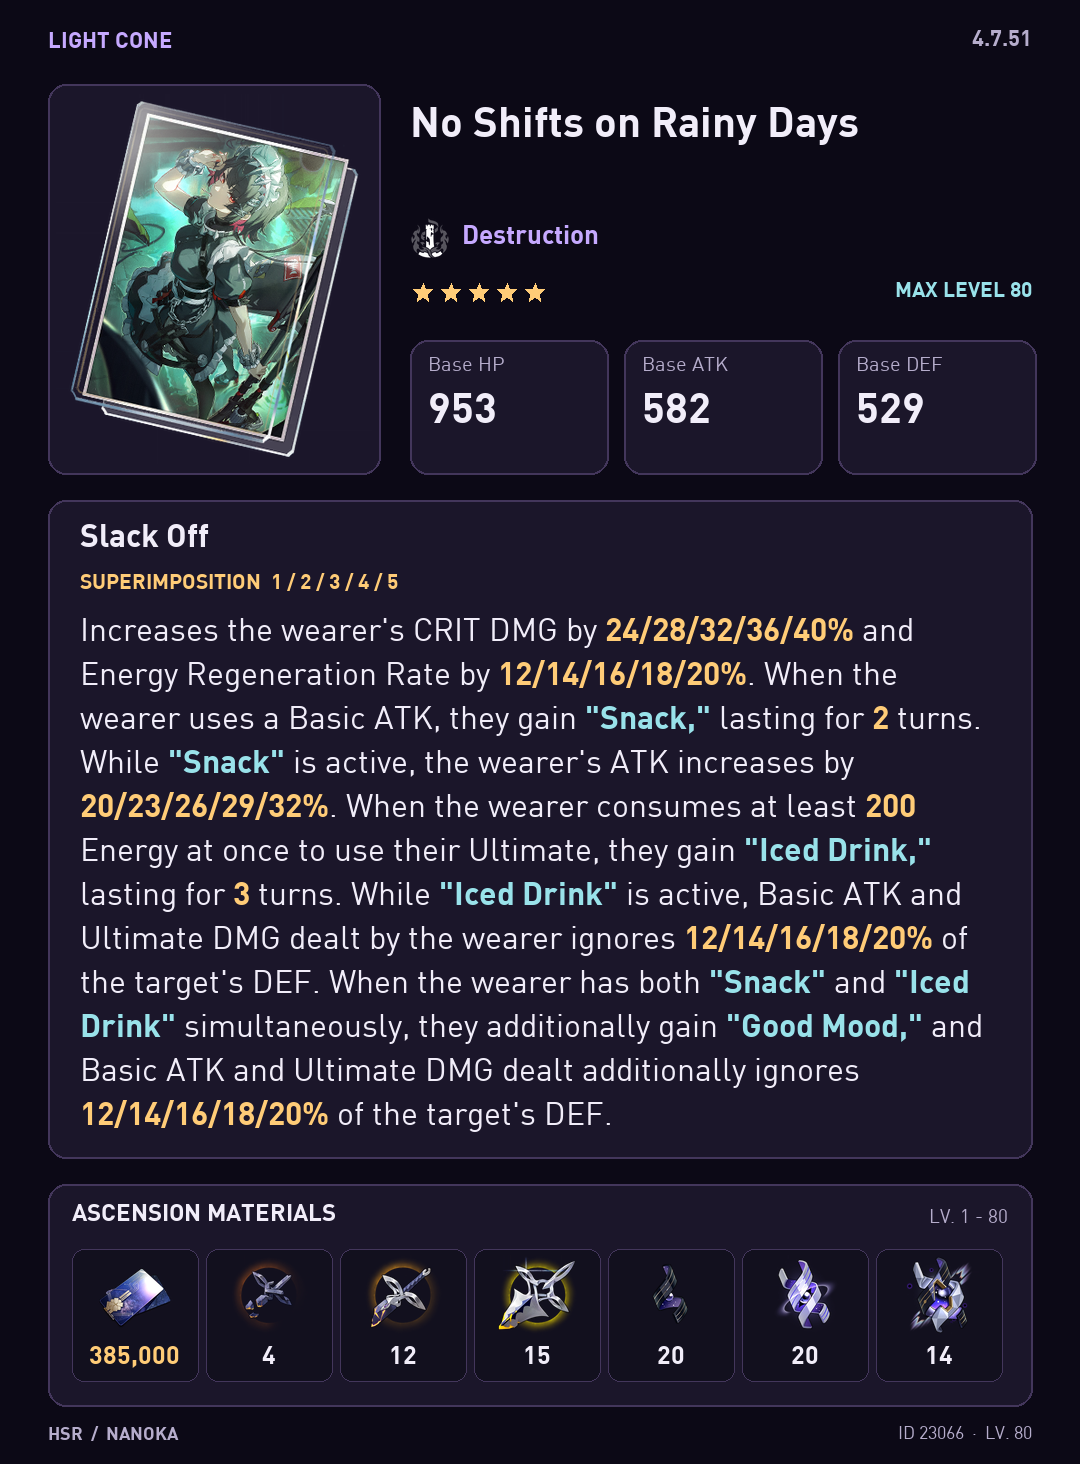 LIGHT CONE
4.7.51
No Shifts on Rainy Days
Destruction
MAX LEVEL 80
Base HP
953
Base ATK
582
Base DEF
529
Slack Off
SUPERIMPOSITION 1 / 2 / 3 / 4 / 5
Increases the wearer's CRIT DMG by 24/28/32/36/40% and
Energy Regeneration Rate by 12/14/16/18/20%. When the
wearer uses a Basic ATK, they gain "Snack," lasting for 2 turns.
While "Snack" is active, the wearer's ATK increases by
20/23/26/29/32%. When the wearer consumes at least 200
Energy at once to use their Ultimate, they gain "Iced Drink,"
lasting for 3 turns. While "Iced Drink" is active, Basic ATK and
Ultimate DMG dealt by the wearer ignores 12/14/16/18/20% of
the target's DEF. When the wearer has both "Snack" and "Iced
Drink" simultaneously, they additionally gain "Good Mood," and
Basic ATK and Ultimate DMG dealt additionally ignores
12/14/16/18/20% of the target's DEF.
ASCENSION MATERIALS
LV. 1 - 80
385,000
4
12
15
20
20
14
HSR / NANOKA
ID 23066 · LV. 80